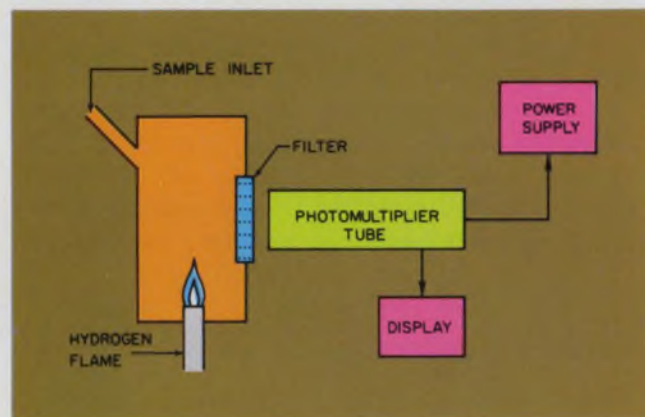 SAMPLE INLET
POWER
SUPPLY
FILTER
PHOTOMULTIPLIER
TUBE
DISPLAY
HYDROGEN
FLAME